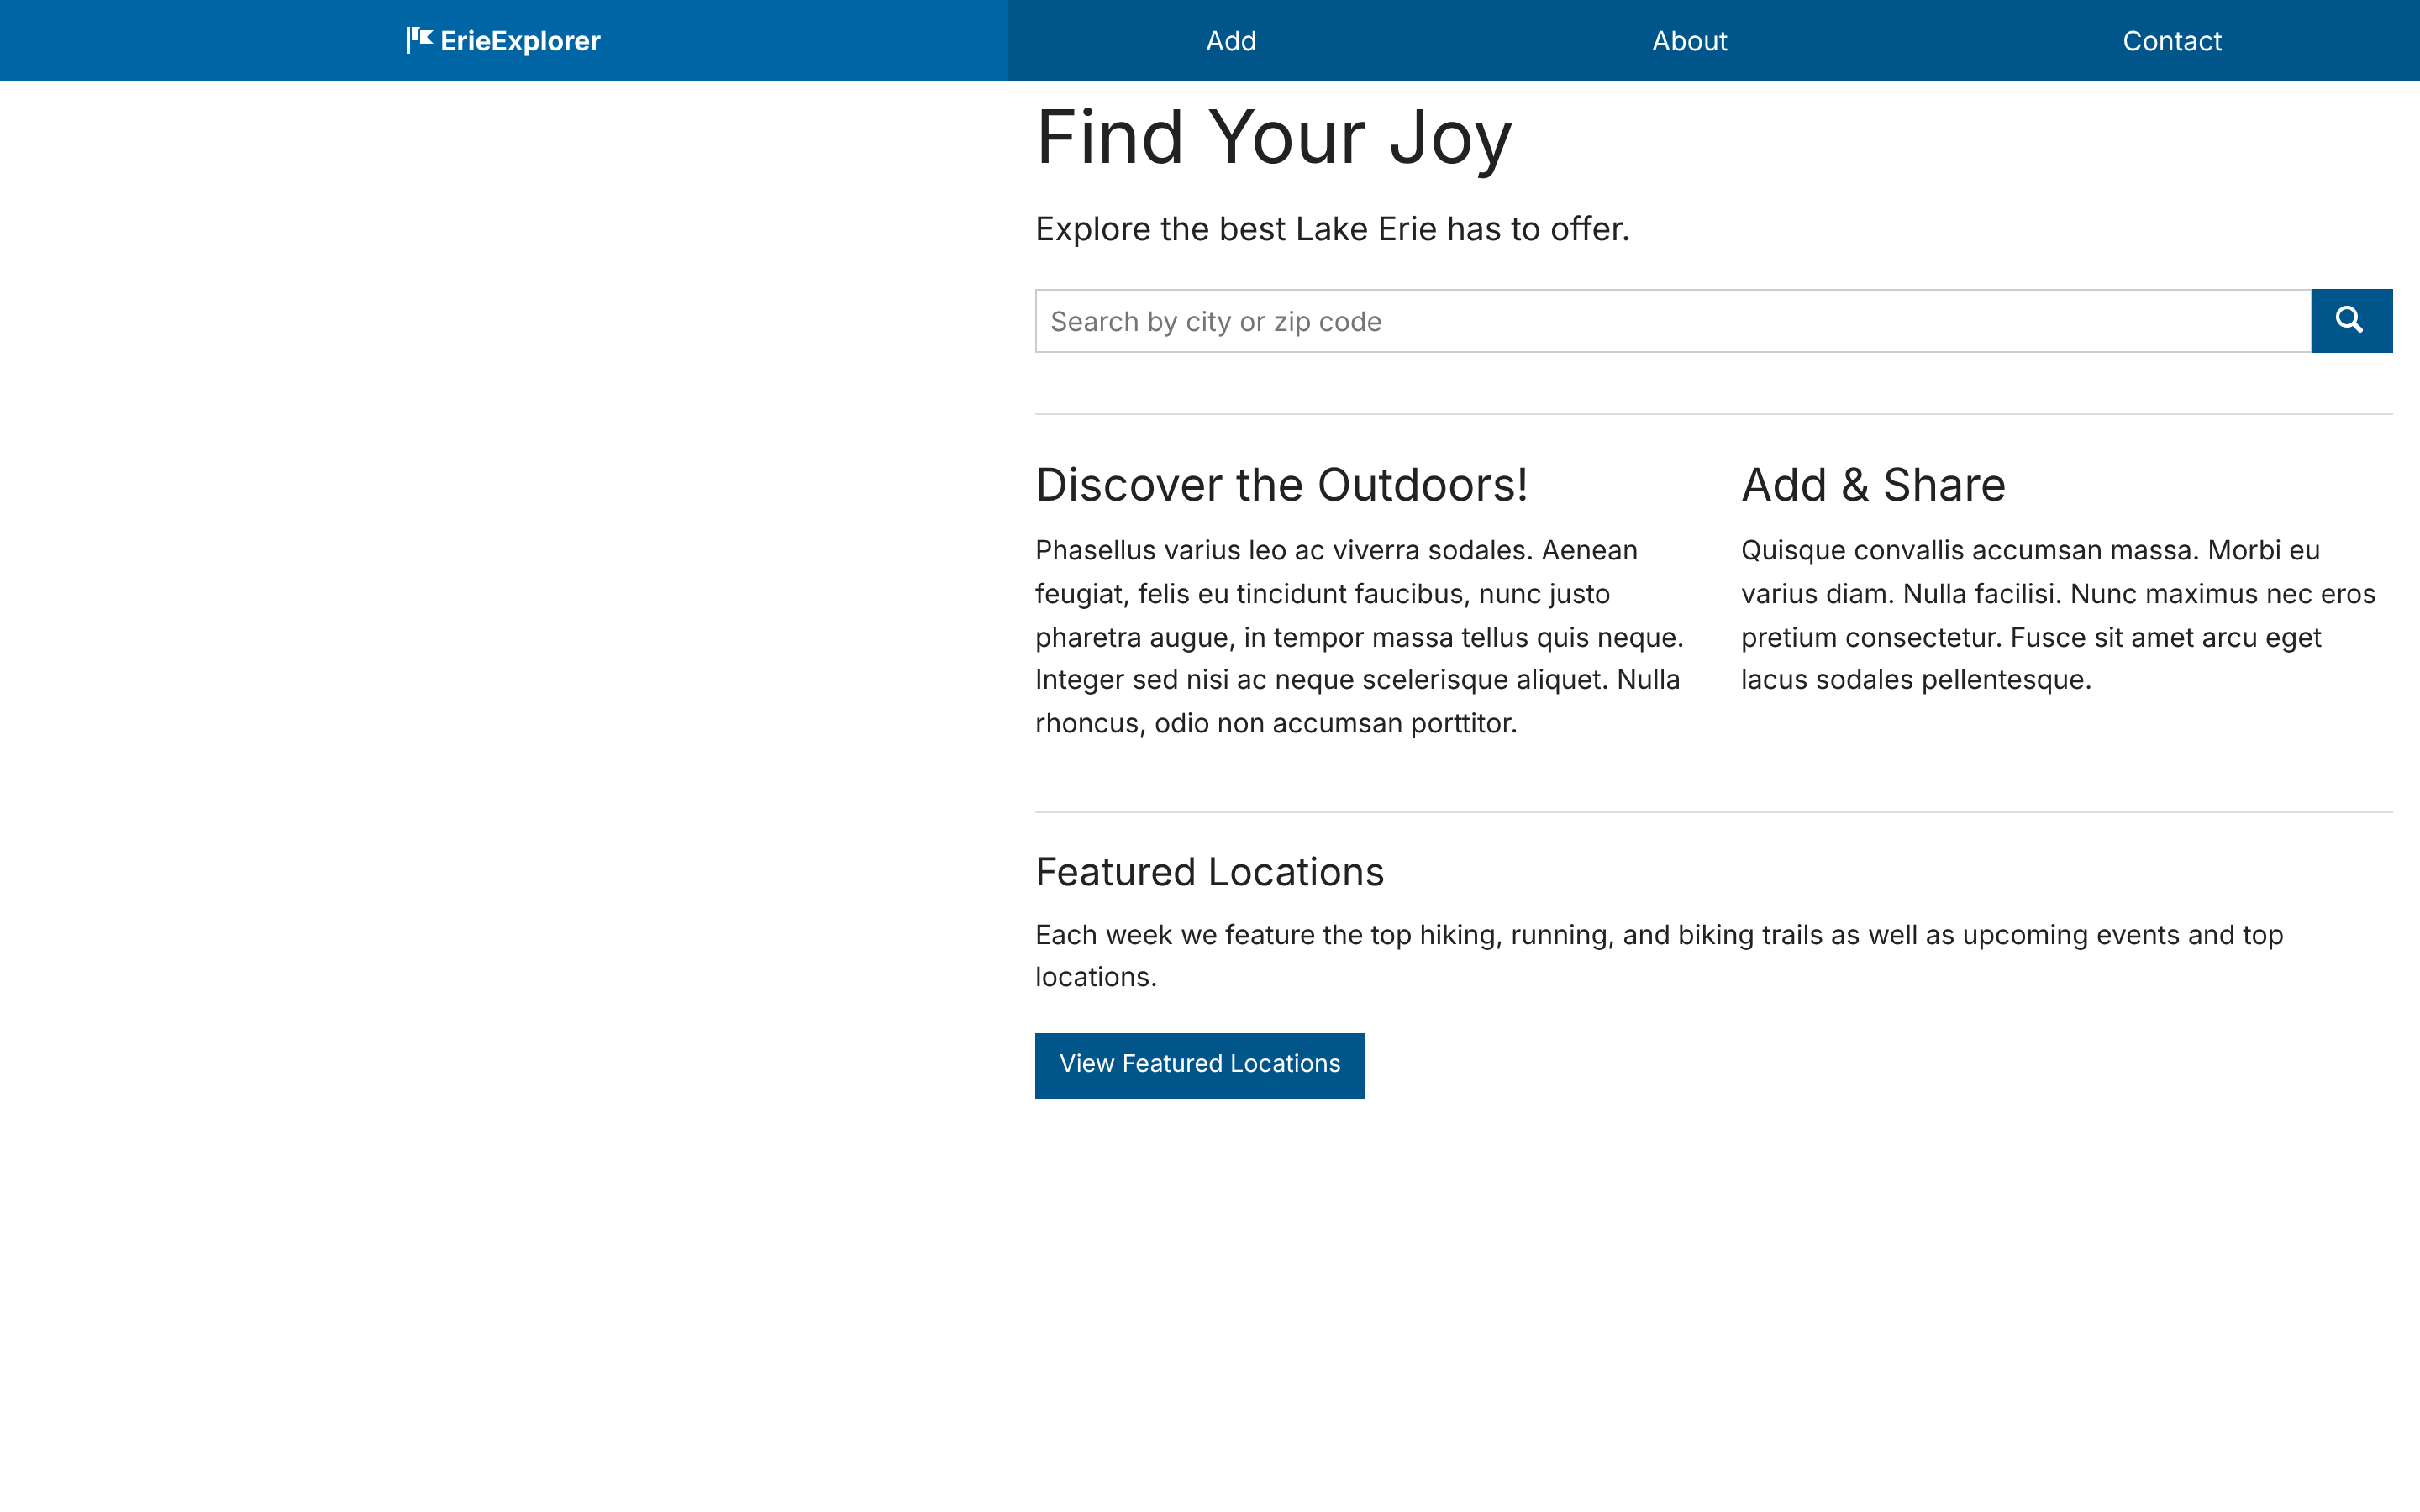 ErieExplorer
Add
About
Contact
Find Your Joy
Explore the best Lake Erie has to offer.
Search by city or zip code
Discover the Outdoors!
Phasellus varius leo ac viverra sodales. Aenean
feugiat, felis eu tincidunt faucibus, nunc justo
pharetra augue, in tempor massa tellus quis neque.
Integer sed nisi ac neque scelerisque aliquet. Nulla
rhoncus, odio non accumsan porttitor.
Add & Share
Quisque convallis accumsan massa. Morbi eu
varius diam. Nulla facilisi. Nunc maximus nec eros
pretium consectetur. Fusce sit amet arcu eget
lacus sodales pellentesque.
Featured Locations
Each week we feature the top hiking, running, and biking trails as well as upcoming events and top
locations.
View Featured Locations